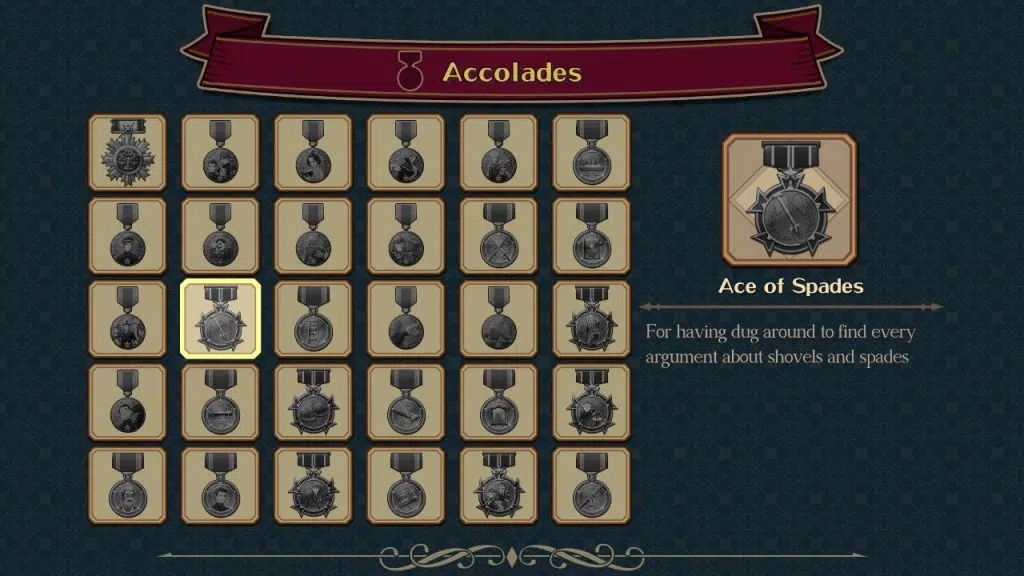 Accolades
Ace of Spades
For having dug around to find every
argument about shovels and spades